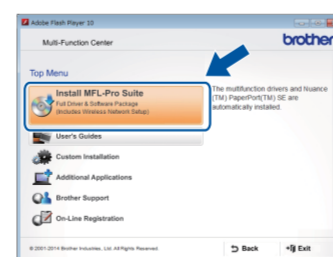 Adobe Flash Player 10
Multi-Function Center
brother
Top Menu
Install MFL-Pro Suite
Full Driver & Software Package
(Includes Wireless Network Setup)
The multifunction drivers and Nuance
(TM) PaperPort(TM) SE are
automatically installed.
User's Guides
Custom Installation
Additional Applications
Brother Support
On-Line Registration
© 2001-2014 Brother Industries, Ltd. All Rights Reserved.
Back
Exit